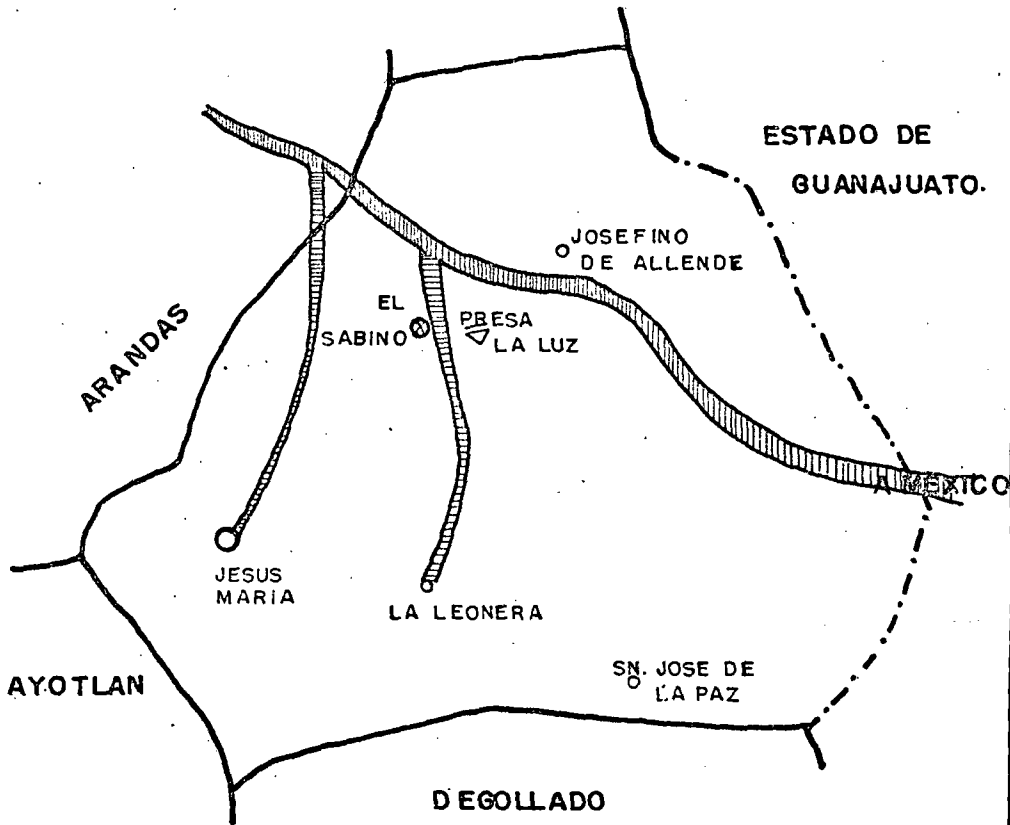 ESTADO DE
GUANAJUATO.
JOSEFINO
DE ALLENDE
EL
SABINO
PRESA
LA LUZ
ARANDAS
A MEXICO
JESUS
MARIA
LA LEONERA
SN. JOSE DE
LA PAZ
AYOTLAN
DEGOLLADO